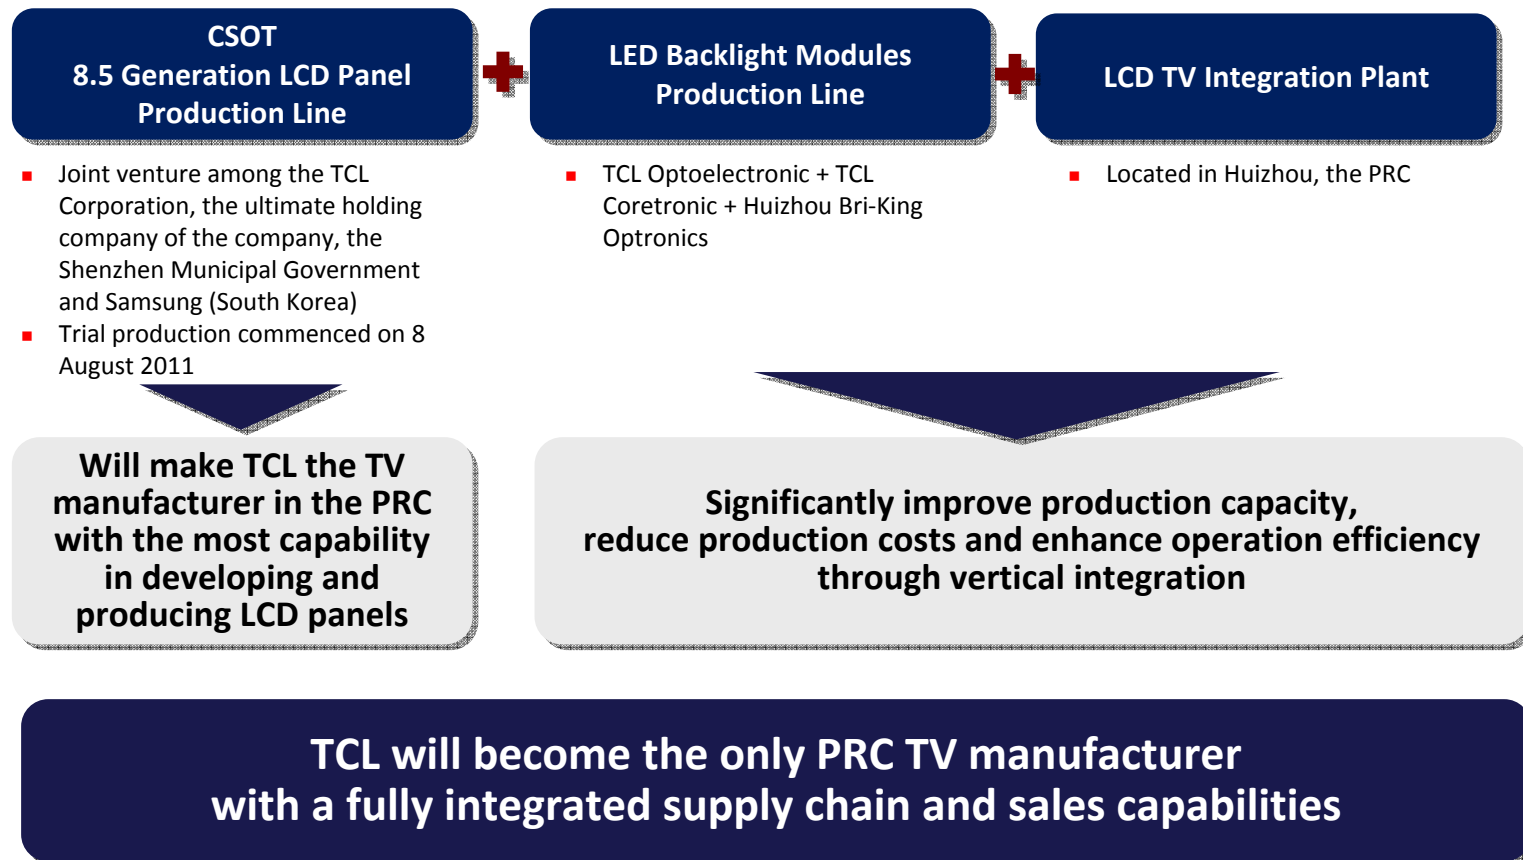 CSOT
8.5 Generation LCD Panel
Production Line
LED Backlight Modules
Production Line
LCD TV Integration Plant
Joint venture among the TCL
Corporation, the ultimate holding
company of the company, the
Shenzhen Municipal Government
and Samsung (South Korea)
Trial production commenced on 8
August 2011
TCL Optoelectronic + TCL
Coretronic + Huizhou Bri-King
Optronics
Located in Huizhou, the PRC
Will make TCL the TV
manufacturer in the PRC
with the most capability
in developing and
producing LCD panels
Significantly improve production capacity,
reduce production costs and enhance operation efficiency
through vertical integration
TCL will become the only PRC TV manufacturer
with a fully integrated supply chain and sales capabilities